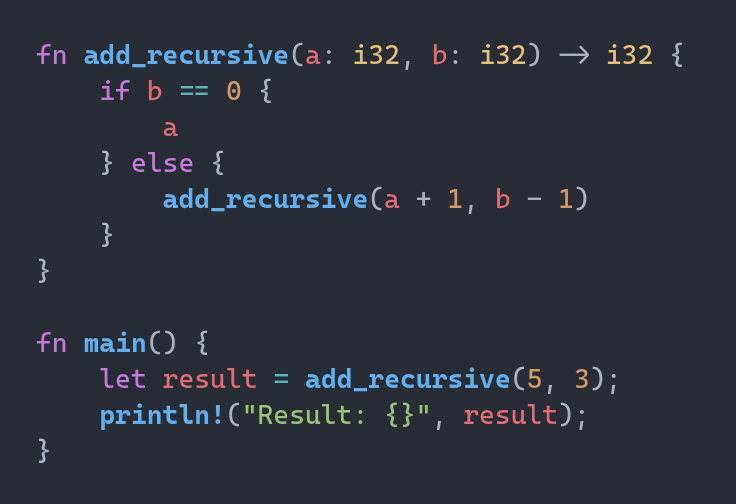 fn add_recursive(a: i32, b: i32) -> i32 {
    if b == 0 {
        a
    } else {
        add_recursive(a + 1, b - 1)
    }
}

fn main() {
    let result = add_recursive(5, 3);
    println!("Result: {}", result);
}